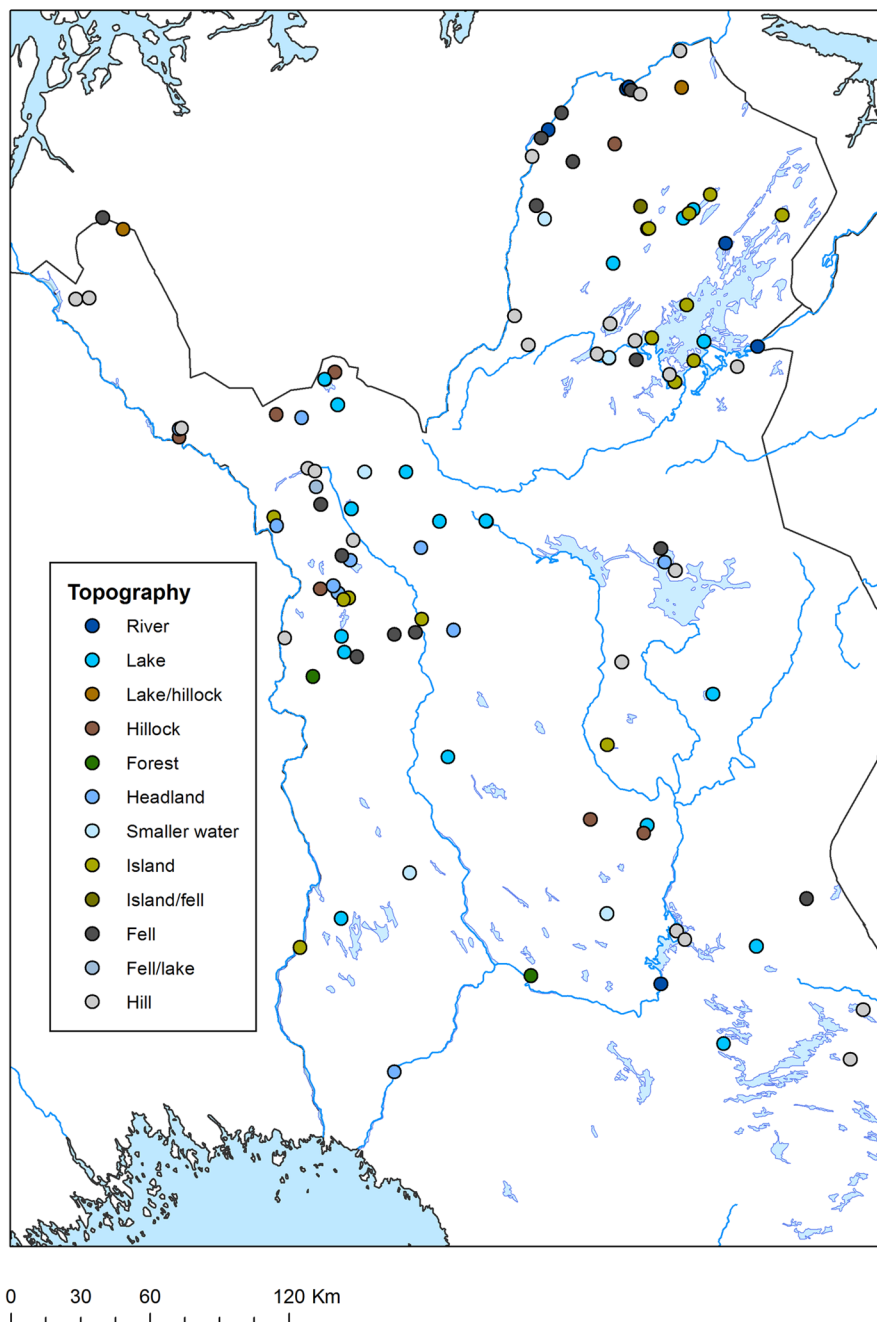 Topography
River
Lake
Lake/hillock
Hillock
Forest
Headland
Smaller water
Island
Island/fell
Fell
Fell/lake
Hill
0 30 60 120 Km